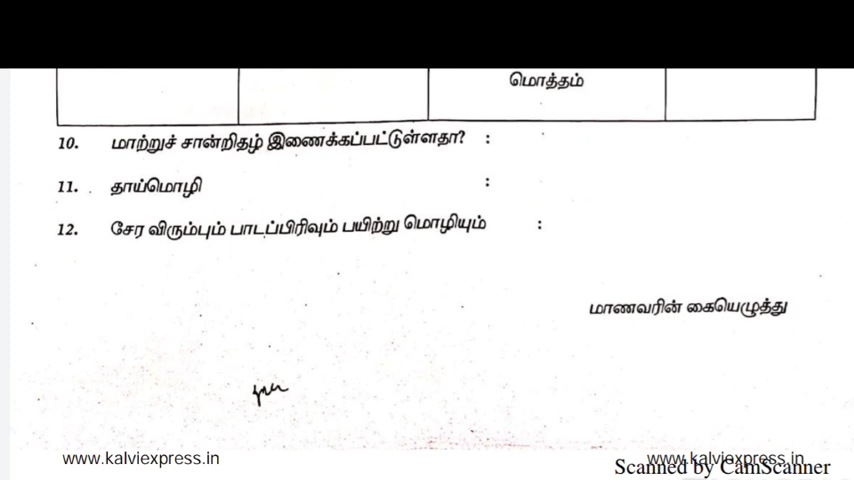 மொத்தம்
10. மாற்றுச் சான்றிதழ் இணைக்கப்பட்டுள்ளதா? :
11. தாய்மொழி :
12. சேர விரும்பும் பாடப்பிரிவும் பயிற்று மொழியும் :
மாணவரின் கையெழுத்து
www.kalviexpress.in www.kalviexpress.in
Scanned by CamScanner